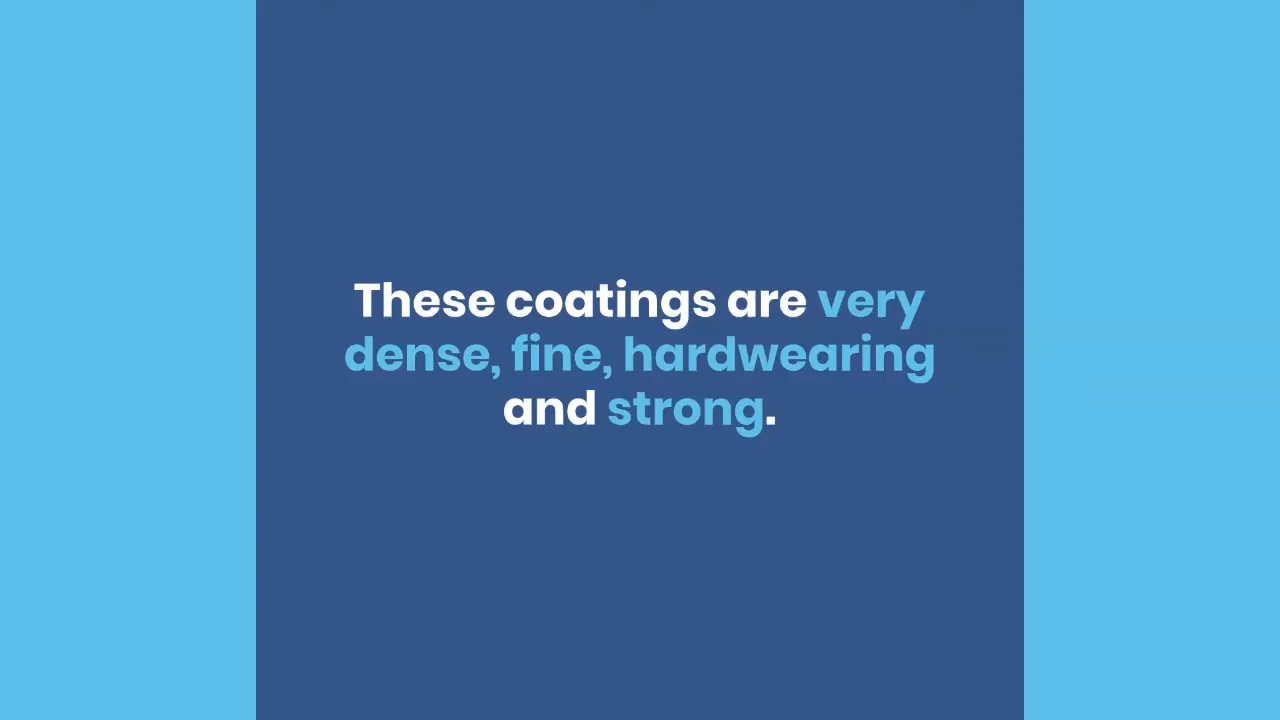 These coatings are very
dense, fine, hardwearing
and strong.